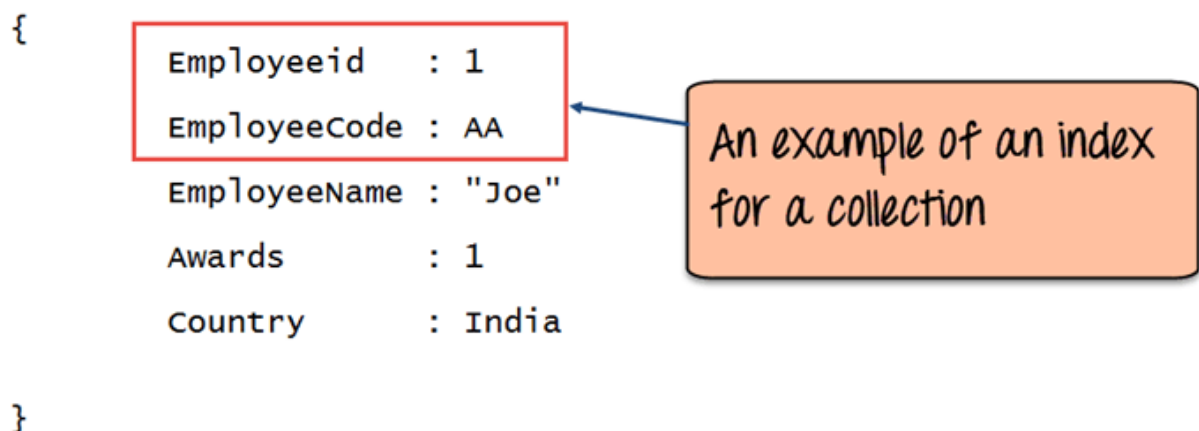 {
Employeeid : 1
EmployeeCode : AA
EmployeeName : "Joe"
Awards : 1
Country : India
}
An example of an index
for a collection